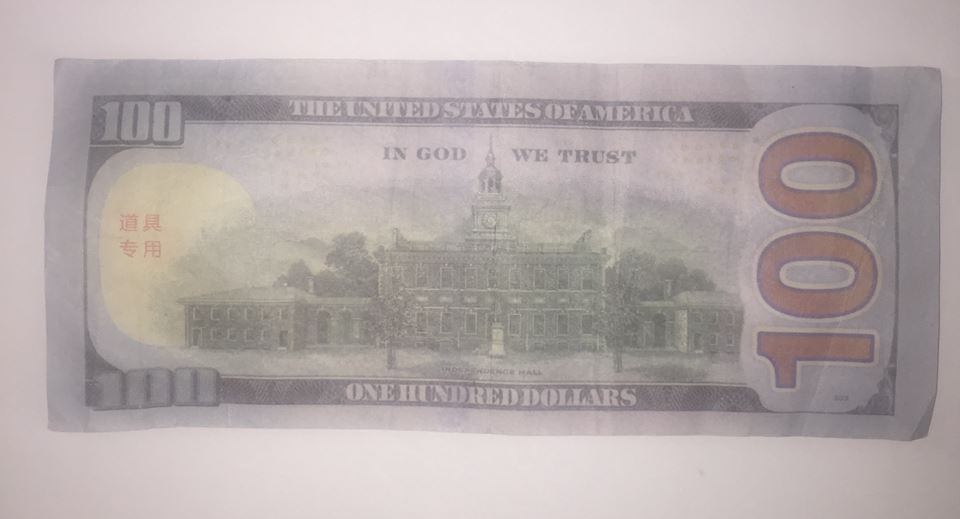 100
THE UNITED STATES OF AMERICA
IN GOD WE TRUST
100
道具
专用
INDEPENDENCE HALL
100
ONE HUNDRED DOLLARS